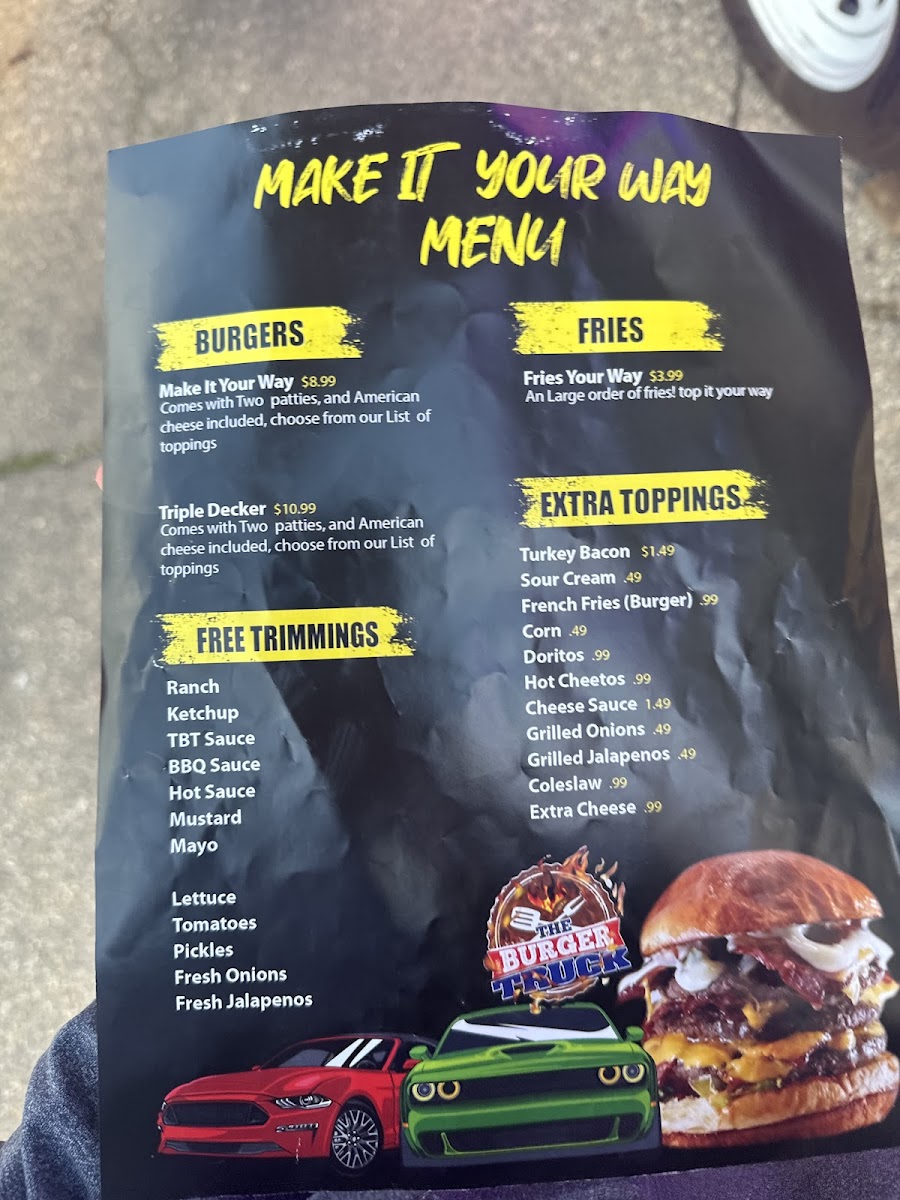 MAKE IT YOUR WAY
MENU
BURGERS
Make It Your Way $8.99
Comes with Two patties, and American
cheese included, choose from our List of
toppings
Triple Decker $10.99
Comes with Two patties, and American
cheese included, choose from our List of
toppings
FREE TRIMMINGS
Ranch
Ketchup
TBT Sauce
BBQ Sauce
Hot Sauce
Mustard
Mayo
Lettuce
Tomatoes
Pickles
Fresh Onions
Fresh Jalapenos
FRIES
Fries Your Way $3.99
An Large order of fries! top it your way
EXTRA TOPPINGS
Turkey Bacon $1.49
Sour Cream .49
French Fries (Burger) .99
Corn .49
Doritos .99
Hot Cheetos .99
Cheese Sauce 1.49
Grilled Onions .49
Grilled Jalapenos .49
Coleslaw .99
Extra Cheese .99
THE
BURGER
TRUCK